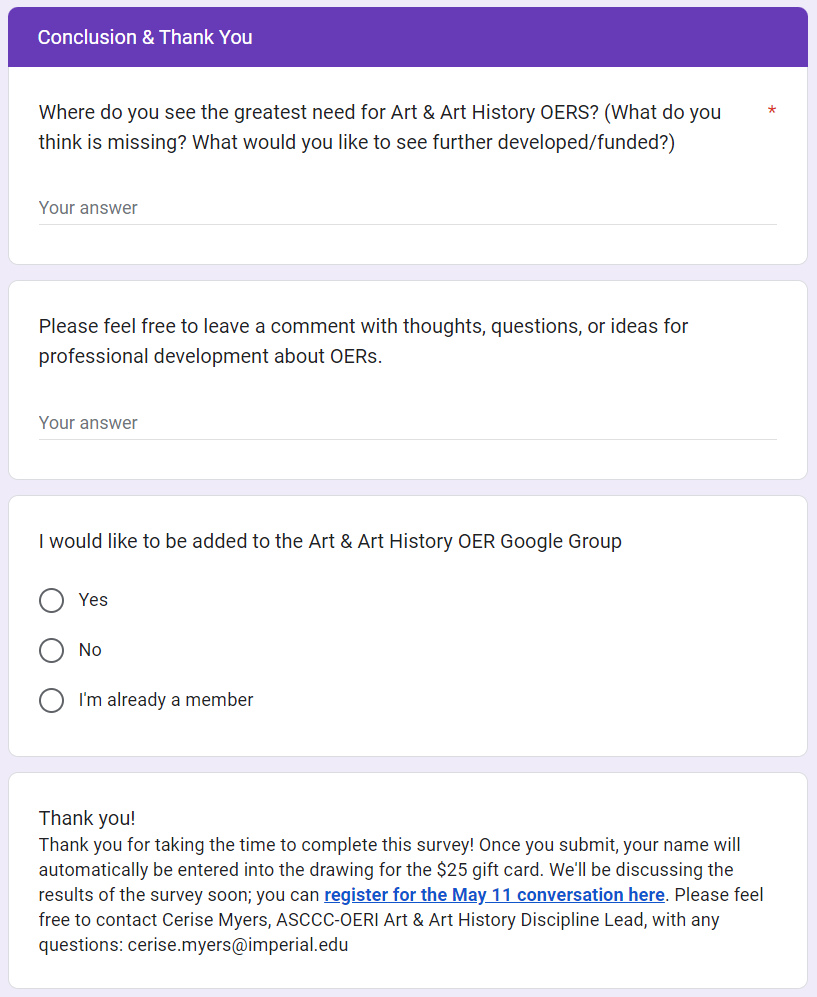 Conclusion & Thank You
Where do you see the greatest need for Art & Art History OERS? (What do you *
think is missing? What would you like to see further developed/funded?)
Your answer
Please feel free to leave a comment with thoughts, questions, or ideas for
professional development about OERs.
Your answer
I would like to be added to the Art & Art History OER Google Group
Yes
No
I'm already a member
Thank you!
Thank you for taking the time to complete this survey! Once you submit, your name will
automatically be entered into the drawing for the $25 gift card. We'll be discussing the
results of the survey soon; you can register for the May 11 conversation here. Please feel
free to contact Cerise Myers, ASCCC-OERI Art & Art History Discipline Lead, with any
questions: cerise.myers@imperial.edu